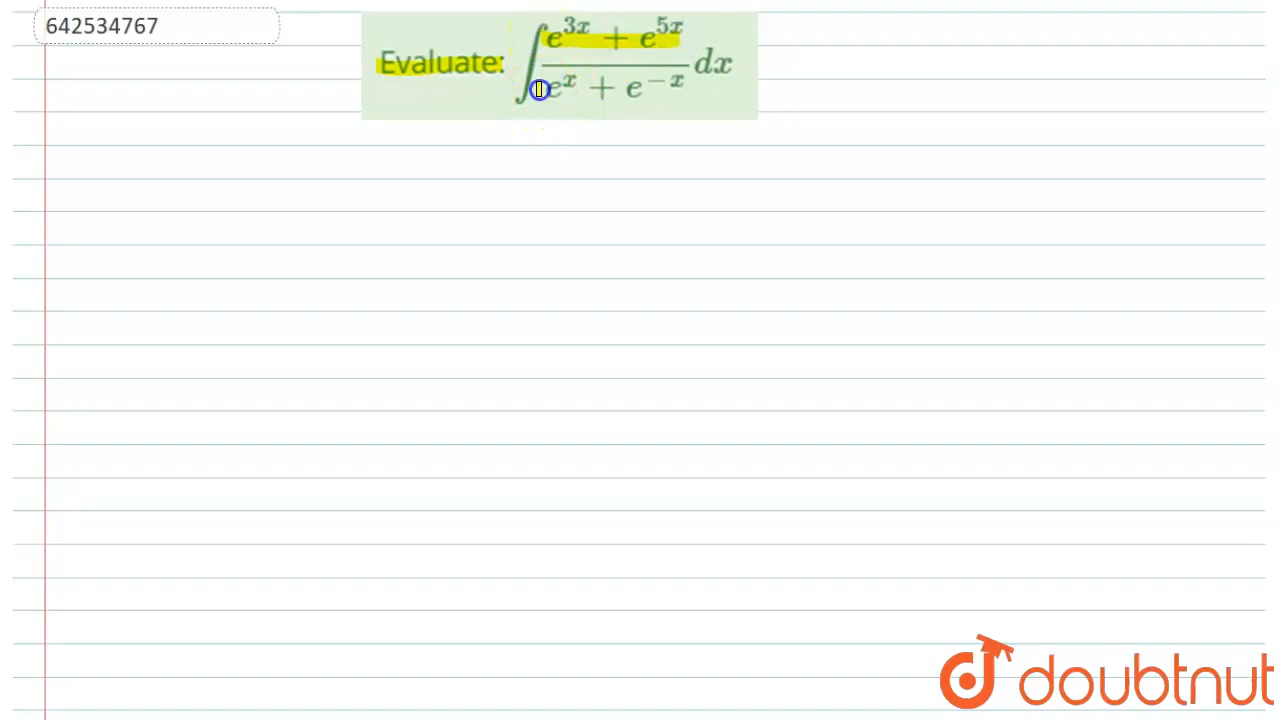 642534767
Evaluate: ∫ (e^{3x} + e^{5x}) / (e^x + e^{-x}) dx
doubtnut